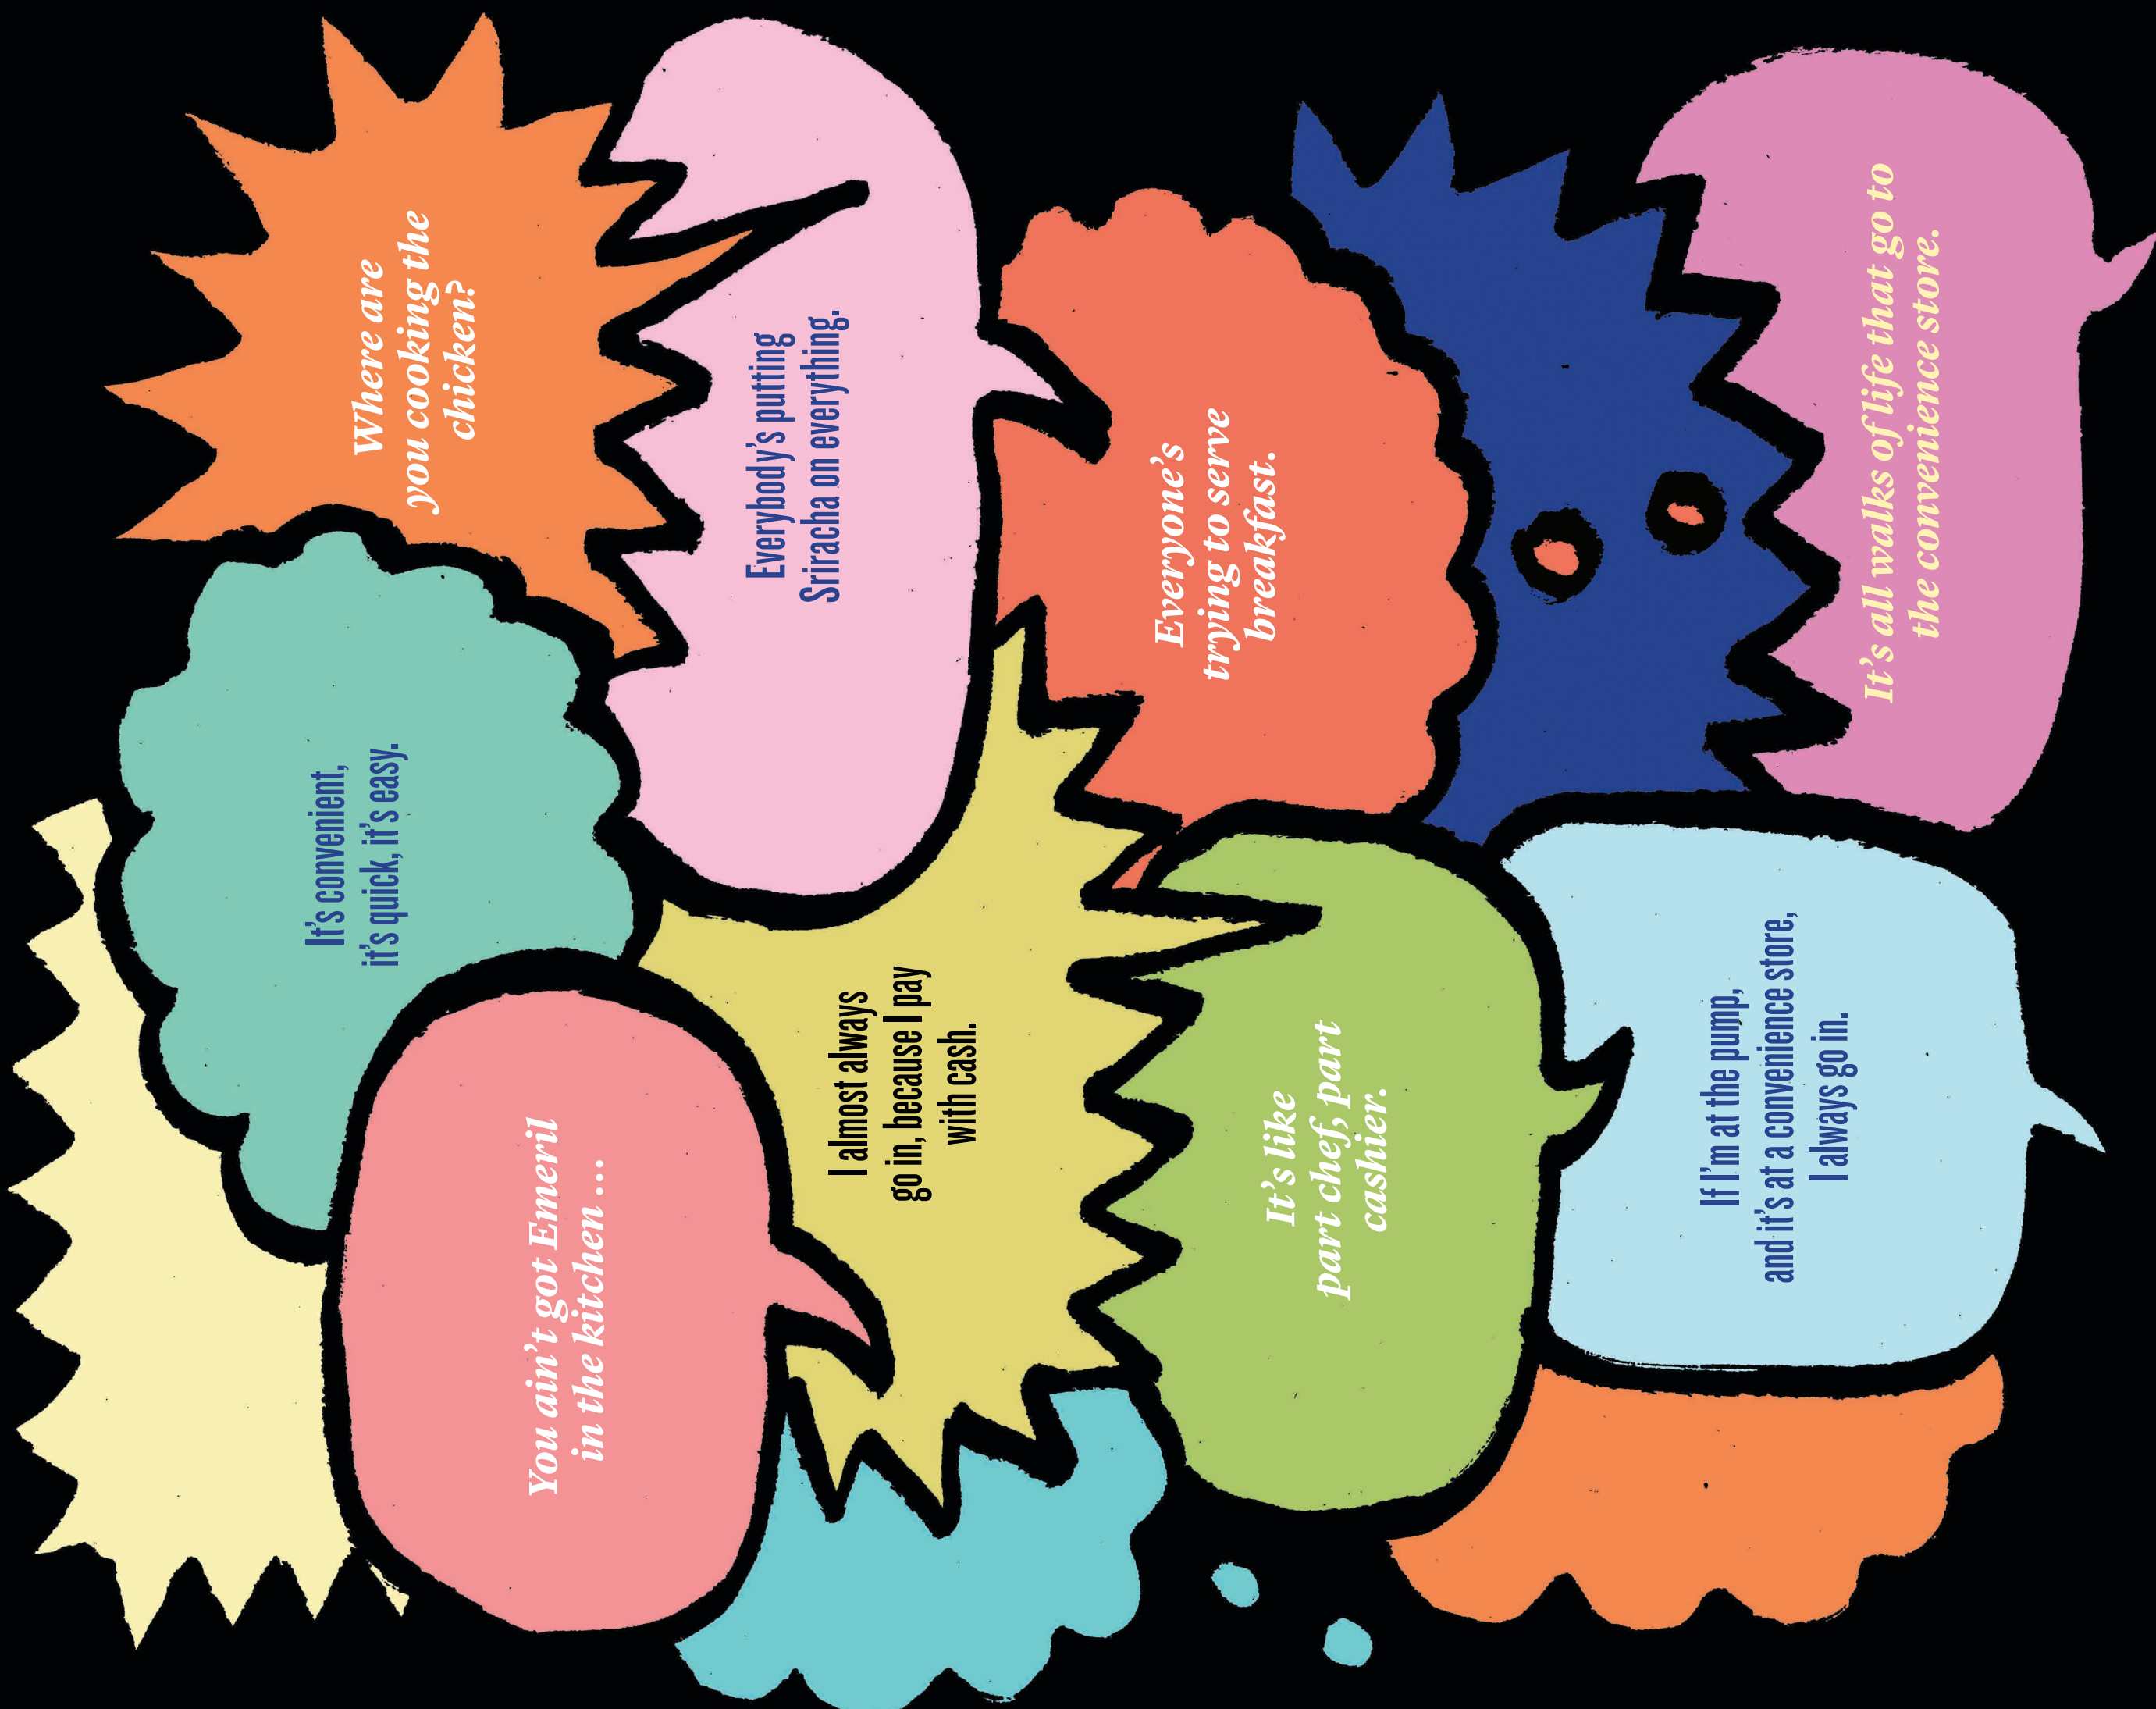 Where are
you cooking the
chicken?
It's convenient,
it's quick, it's easy.
You ain't got Emeril
in the kitchen ...
Everybody's putting
Sriracha on everything.
I almost always
go in, because I pay
with cash.
Everyone's
trying to serve
breakfast.
It's like
part chef, part
cashier.
It's all walks of life that go to
the convenience store.
If I'm at the pump,
and it's at a convenience store,
I always go in.